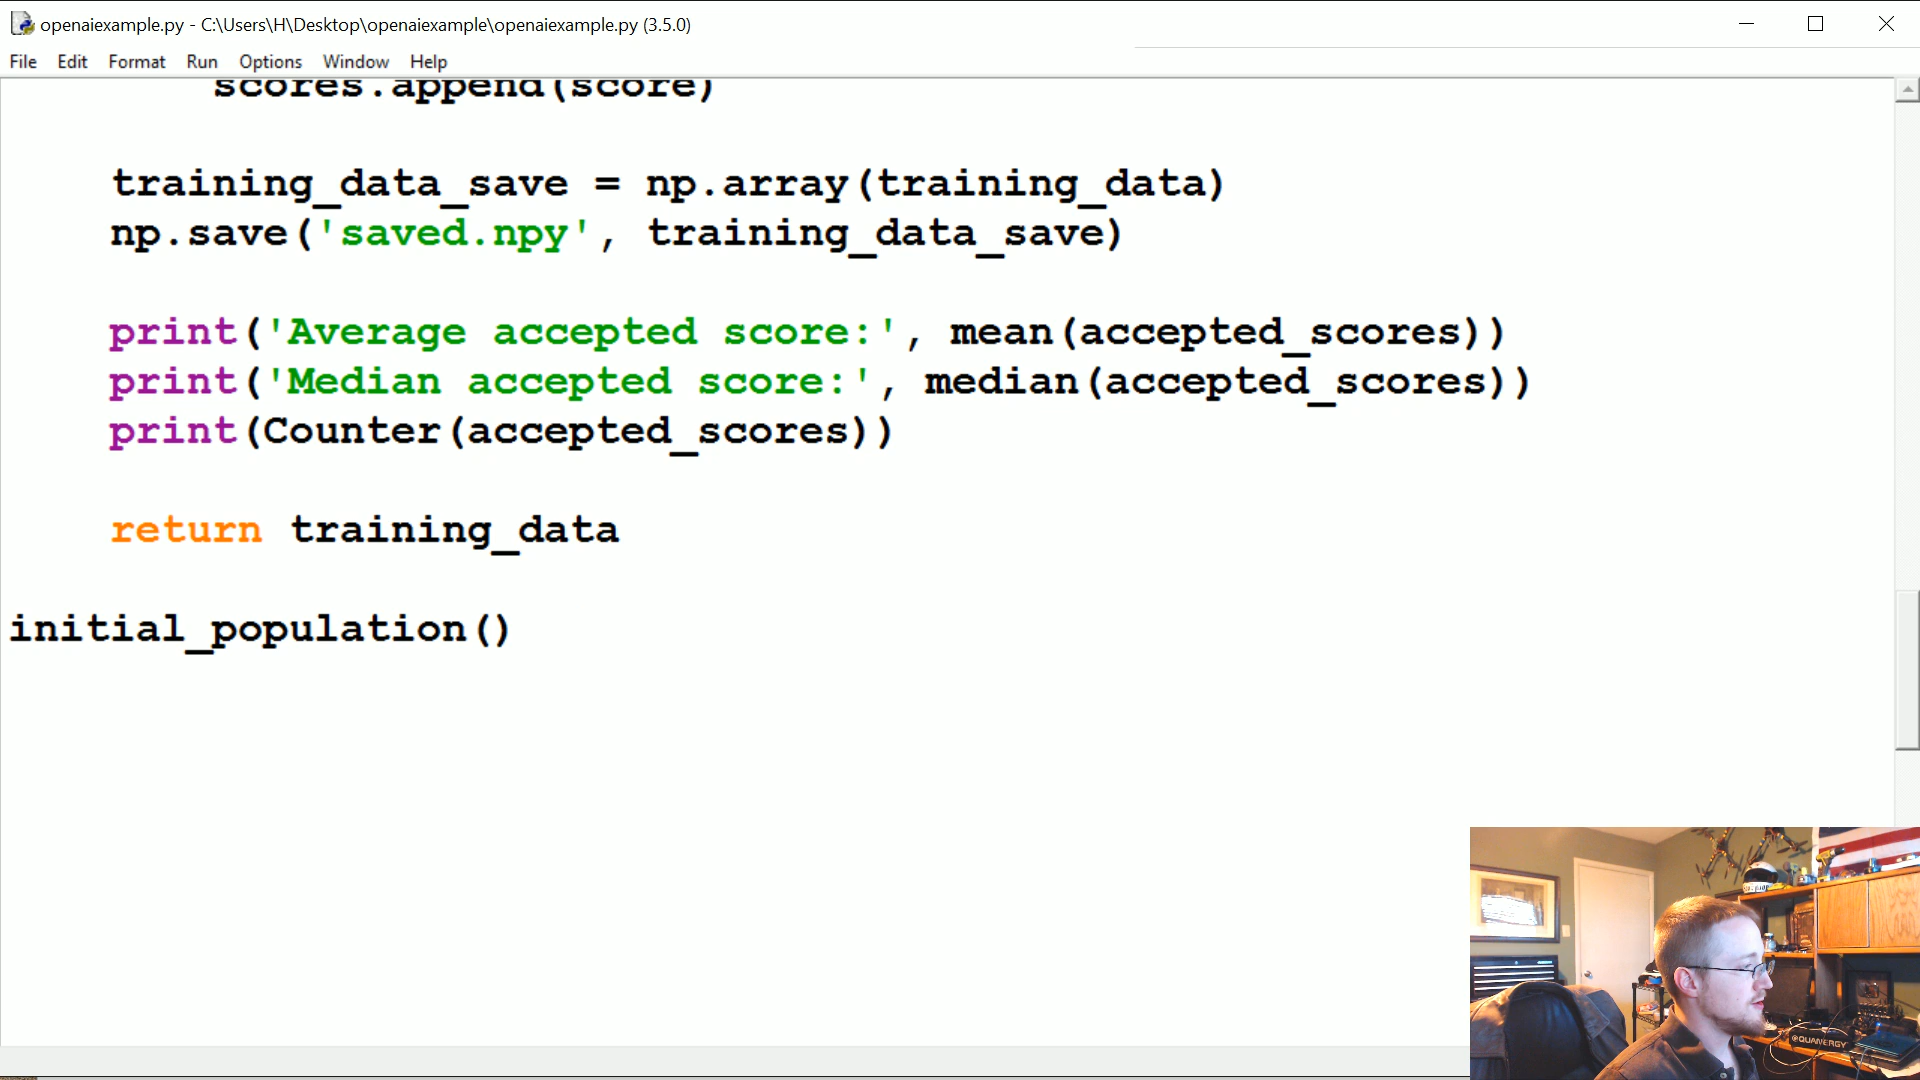 openaiexample.py - C:\Users\H\Desktop\openaiexample\openaiexample.py (3.5.0)
File Edit Format Run Options Window Help
scores.append(score)
training_data_save = np.array(training_data)
np.save('saved.npy', training_data_save)
print('Average accepted score:', mean(accepted_scores))
print('Median accepted score:', median(accepted_scores))
print(Counter(accepted_scores))
return training_data
initial_population()
QUANERGY